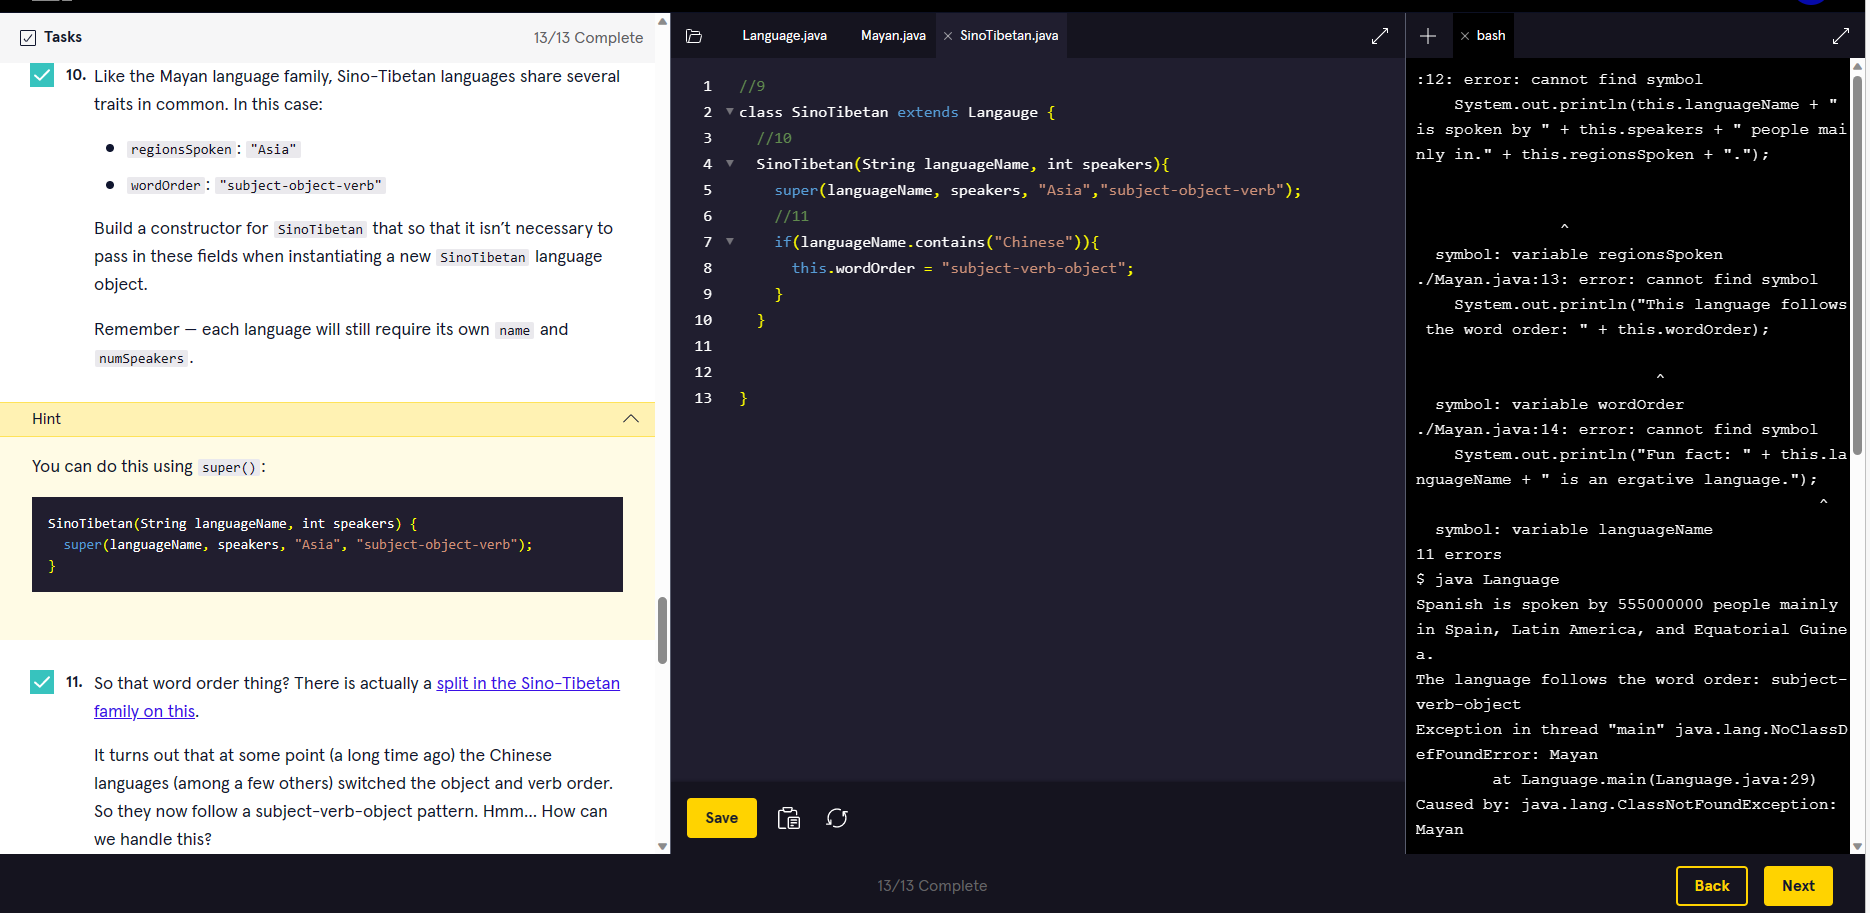 Tasks
13/13 Complete
10. Like the Mayan language family, Sino-Tibetan languages share several
traits in common. In this case:
regionsSpoken: "Asia"
wordOrder: "subject-object-verb"
Build a constructor for SinoTibetan that so that it isn't necessary to
pass in these fields when instantiating a new SinoTibetan language
object.
Remember — each language will still require its own name and
numSpeakers.
Hint
You can do this using super():
SinoTibetan(String languageName, int speakers) {
super(languageName, speakers, "Asia", "subject-object-verb");
}
11. So that word order thing? There is actually a split in the Sino-Tibetan
family on this.
It turns out that at some point (a long time ago) the Chinese
languages (among a few others) switched the object and verb order.
So they now follow a subject-verb-object pattern. Hmm... How can
we handle this?
Language.java
Mayan.java
SinoTibetan.java
1 //9
2 class SinoTibetan extends Langauge {
3 //10
4 SinoTibetan(String languageName, int speakers){
5 super(languageName, speakers, "Asia","subject-object-verb");
6 //11
7 if(languageName.contains("Chinese")){
8 this.wordOrder = "subject-verb-object";
9 }
10 }
11
12
13 }
Save
bash
:12: error: cannot find symbol
System.out.println(this.languageName + "
is spoken by " + this.speakers + " people mai
nly in." + this.regionsSpoken + ".");
^
symbol: variable regionsSpoken
./Mayan.java:13: error: cannot find symbol
System.out.println("This language follows
the word order: " + this.wordOrder);
^
symbol: variable wordOrder
./Mayan.java:14: error: cannot find symbol
System.out.println("Fun fact: " + this.la
nguageName + " is an ergative language.");
^
symbol: variable languageName
11 errors
$ java Language
Spanish is spoken by 555000000 people mainly
in Spain, Latin America, and Equatorial Guine
a.
The language follows the word order: subject-
verb-object
Exception in thread "main" java.lang.NoClassD
efFoundError: Mayan
at Language.main(Language.java:29)
Caused by: java.lang.ClassNotFoundException:
Mayan
13/13 Complete
Back
Next